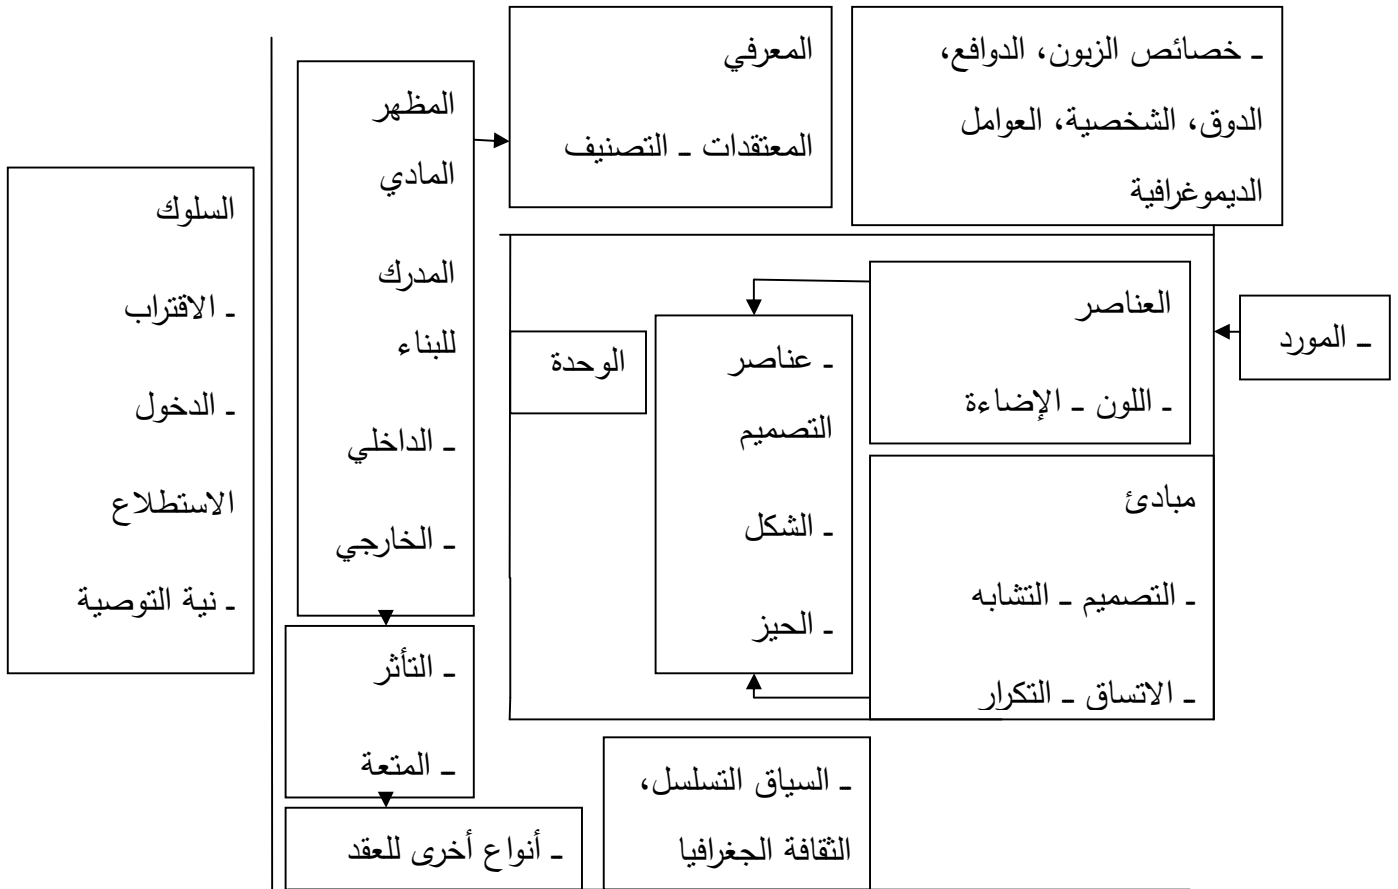 ـ خصائص الزبون، الدوافع،
الدوق، الشخصية، العوامل
الديموغرافية
المعرفي
المعتقدات ـ التصنيف
المظهر
المادي
المدرك
للبناء
ـ الداخلي
ـ الخارجي
السلوك
ـ الاقتراب
ـ الدخول
الاستطلاع
ـ نية التوصية
ـ المورد
العناصر
ـ اللون ـ الإضاءة
مبادئ
ـ التصميم ـ التشابه
ـ الاتساق ـ التكرار
ـ عناصر
التصميم
ـ الشكل
ـ الحيز
الوحدة
ـ التأثر
ـ المتعة
ـ أنواع أخرى للعقد
ـ السياق التسلسل،
الثقافة الجغرافيا